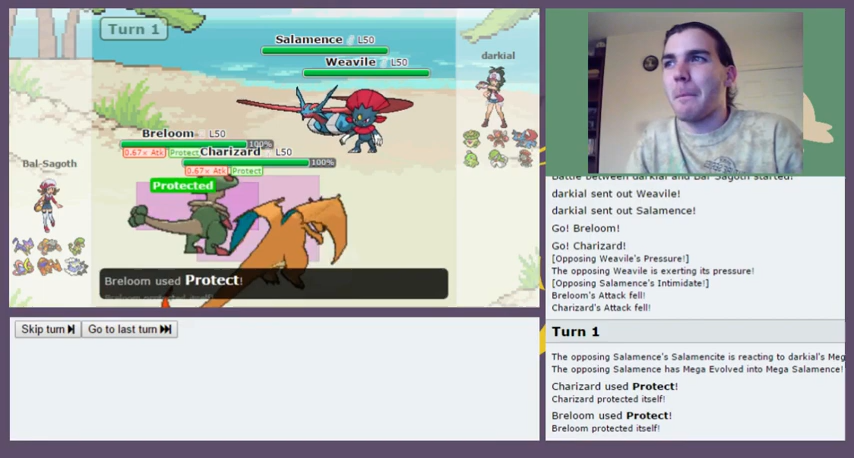 Turn 1
Salamence L50
Weavile L50
darkial
Breloom L50
100%
0.67× Atk Protect
Charizard L50
100%
0.67× Atk Protect
Bal-Sagoth
Protected
Breloom used Protect!
Breloom protected itself!
Skip turn
Go to last turn
Battle between darkial and Bal-Sagoth started!
darkial sent out Weavile!
darkial sent out Salamence!
Go! Breloom!
Go! Charizard!
[Opposing Weavile's Pressure!]
The opposing Weavile is exerting its pressure!
[Opposing Salamence's Intimidate!]
Breloom's Attack fell!
Charizard's Attack fell!
Turn 1
The opposing Salamence's Salamencite is reacting to darkial's Meg
The opposing Salamence has Mega Evolved into Mega Salamence!
Charizard used Protect!
Charizard protected itself!
Breloom used Protect!
Breloom protected itself!